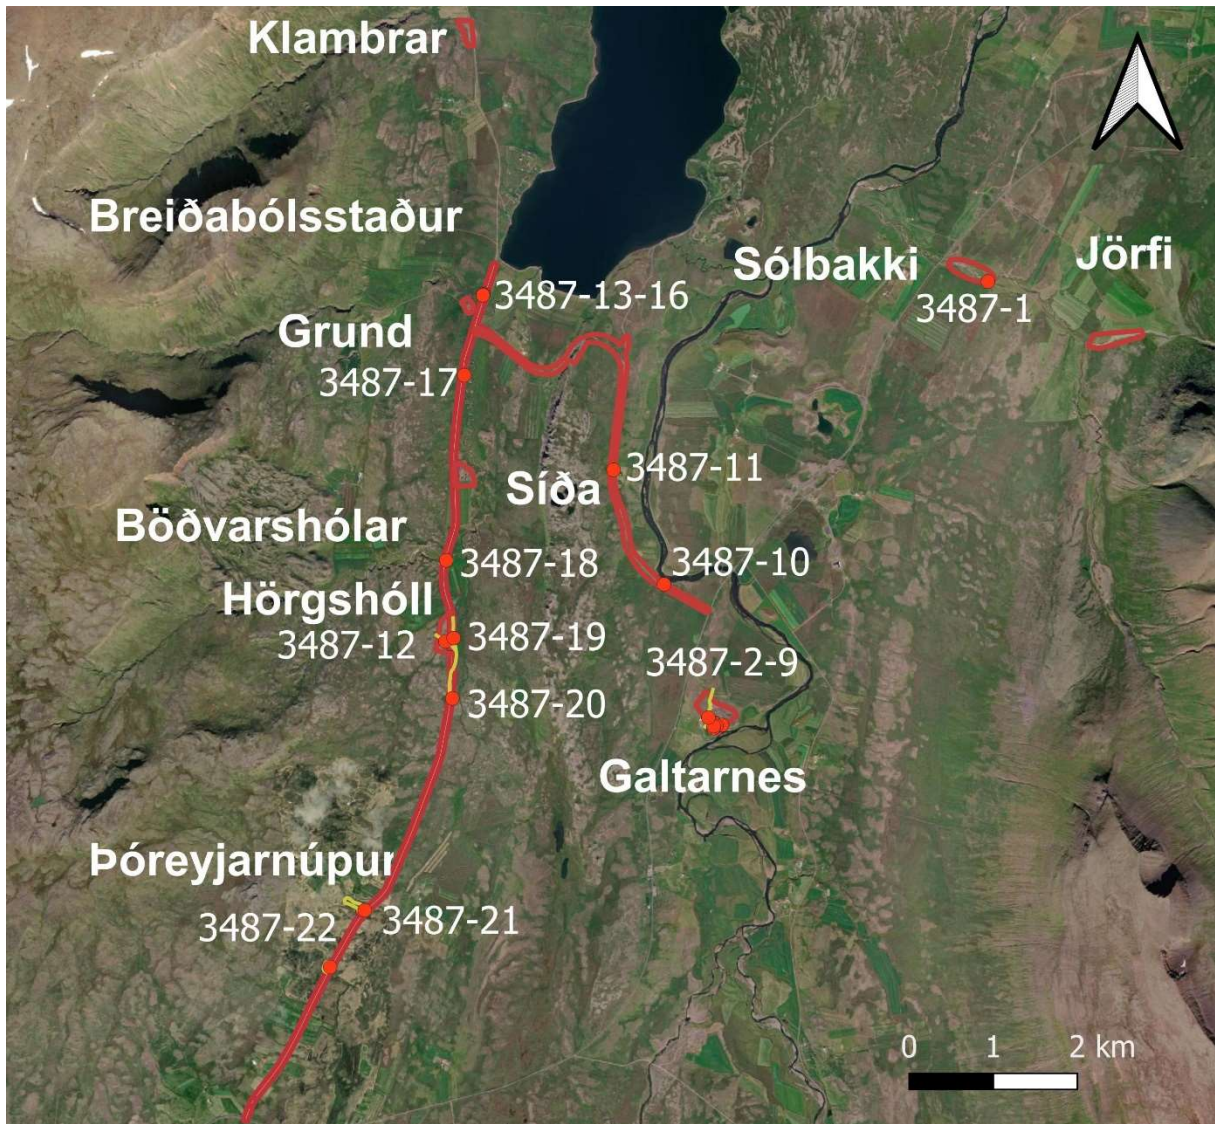 Klambrar
Breiðabólsstaður
Sólbakki
Jörfi
3487-13-16
3487-1
Grund
3487-17
3487-11
Síða
Böðvarshólar
3487-18
3487-10
Hörgshóll
3487-12
3487-19
3487-2-9
3487-20
Galtarnes
Þóreyjarnúpur
3487-22
3487-21
0 1 2 km